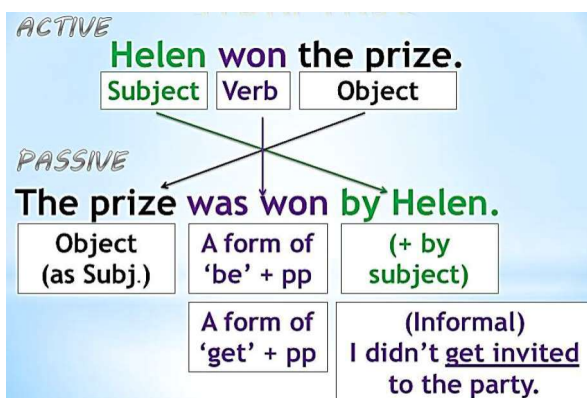 ACTIVE
Helen won the prize.
Subject Verb Object
PASSIVE
The prize was won by Helen.
Object
(as Subj.)
A form of
'be' + pp
(+ by
subject)
A form of
'get' + pp
(Informal)
I didn't get invited
to the party.